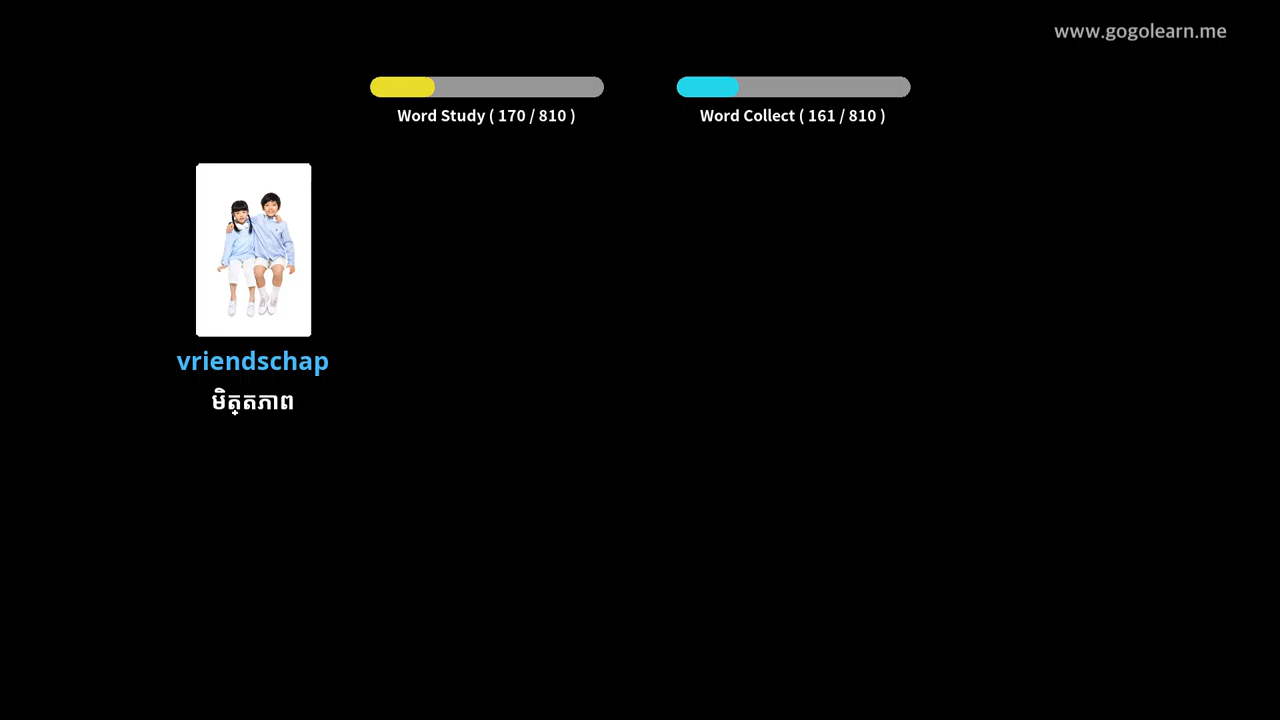 www.gogolearn.me
Word Study ( 170 / 810 )
Word Collect ( 161 / 810 )
vriendschap
មិត្តភាព